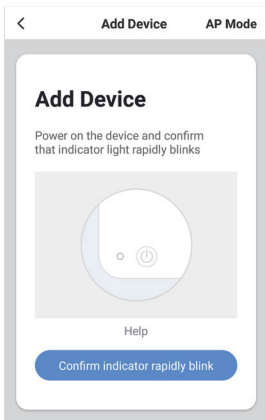 Add Device AP Mode
Add Device
Power on the device and confirm
that indicator light rapidly blinks
Help
Confirm indicator rapidly blink